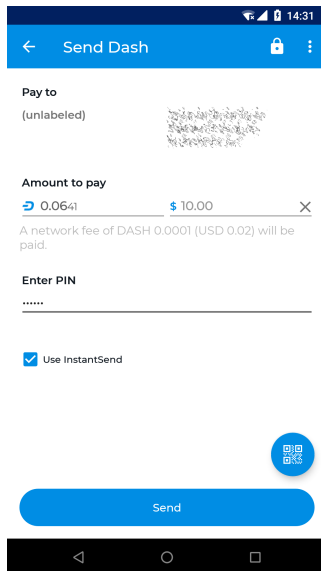 14:31
Send Dash
Pay to
(unlabeled)
Amount to pay
0.0641 $ 10.00
A network fee of DASH 0.0001 (USD 0.02) will be
paid.
Enter PIN
......
Use InstantSend
Send